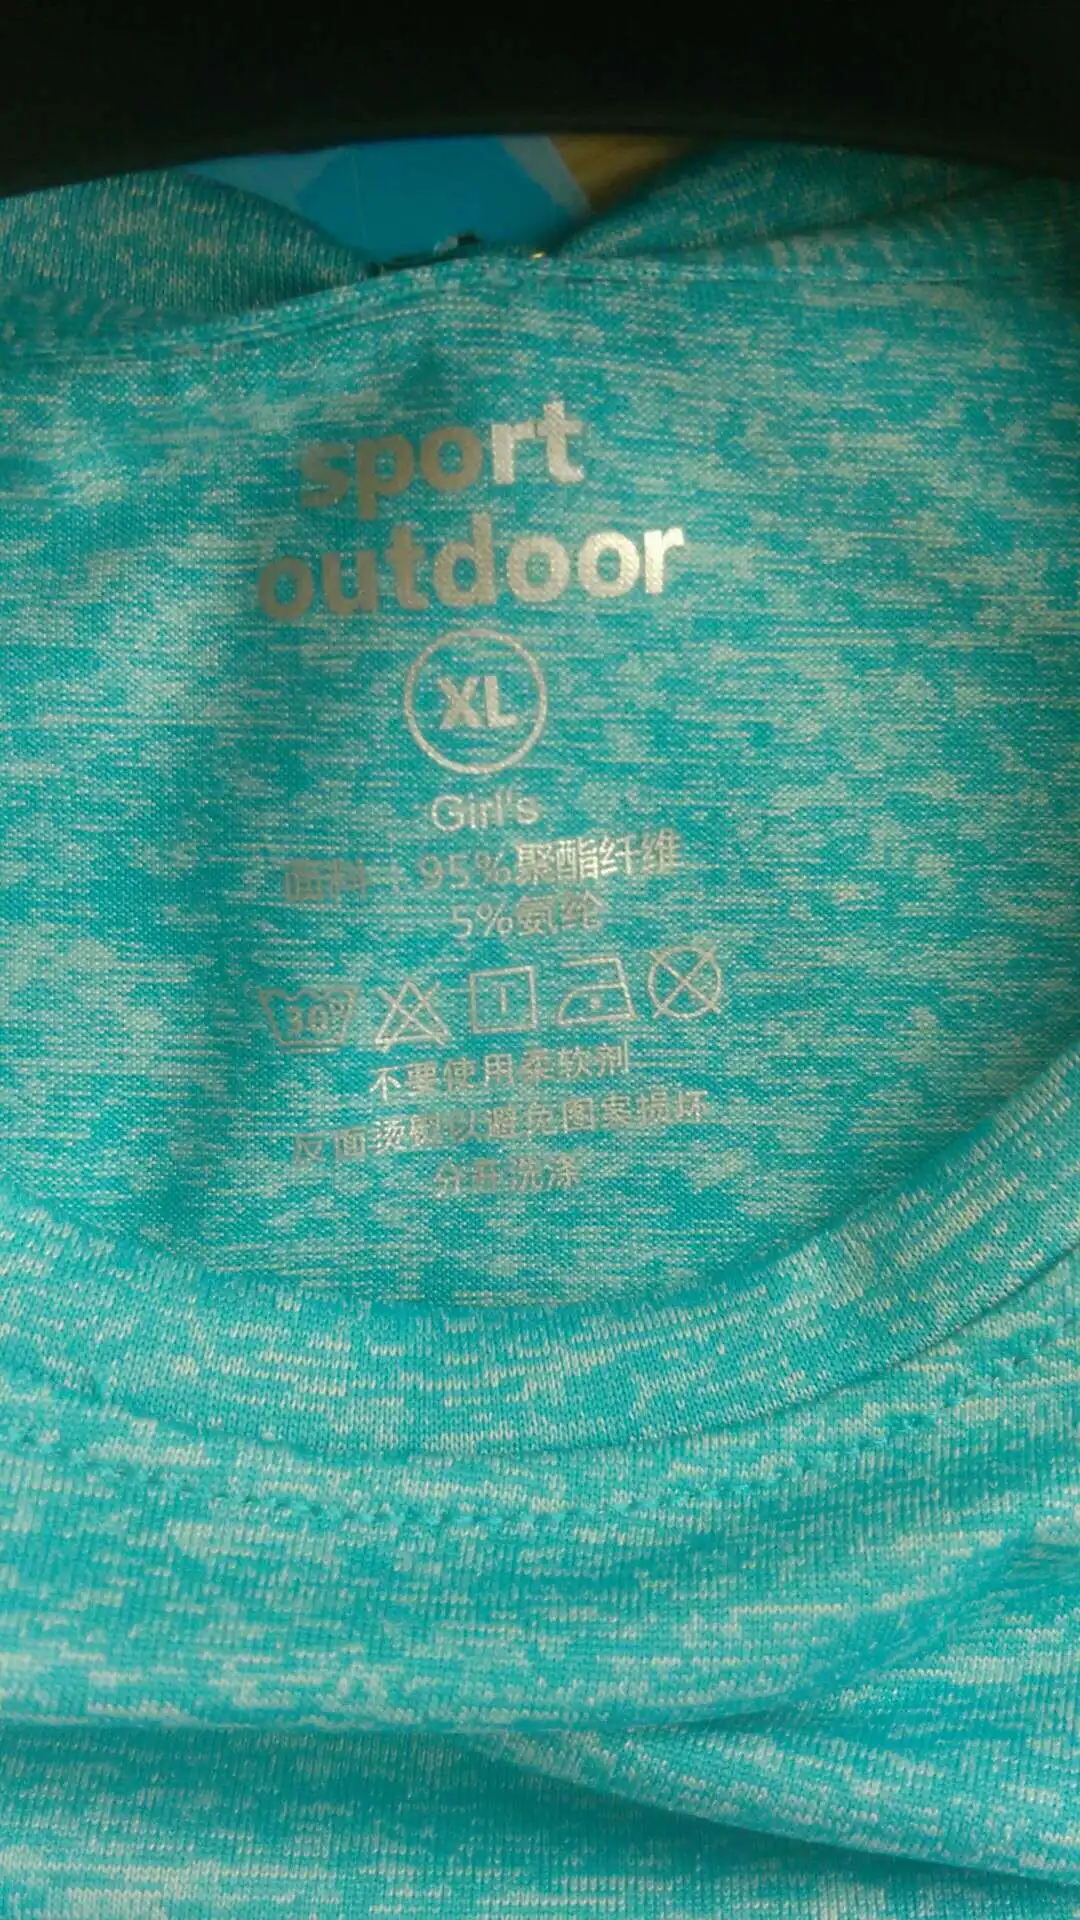 sport
outdoor
XL
Girl's
面料：95%聚酯纤维
5%氨纶
30°
不要使用柔软剂
反面烫熨以避免图案损坏
分开洗涤